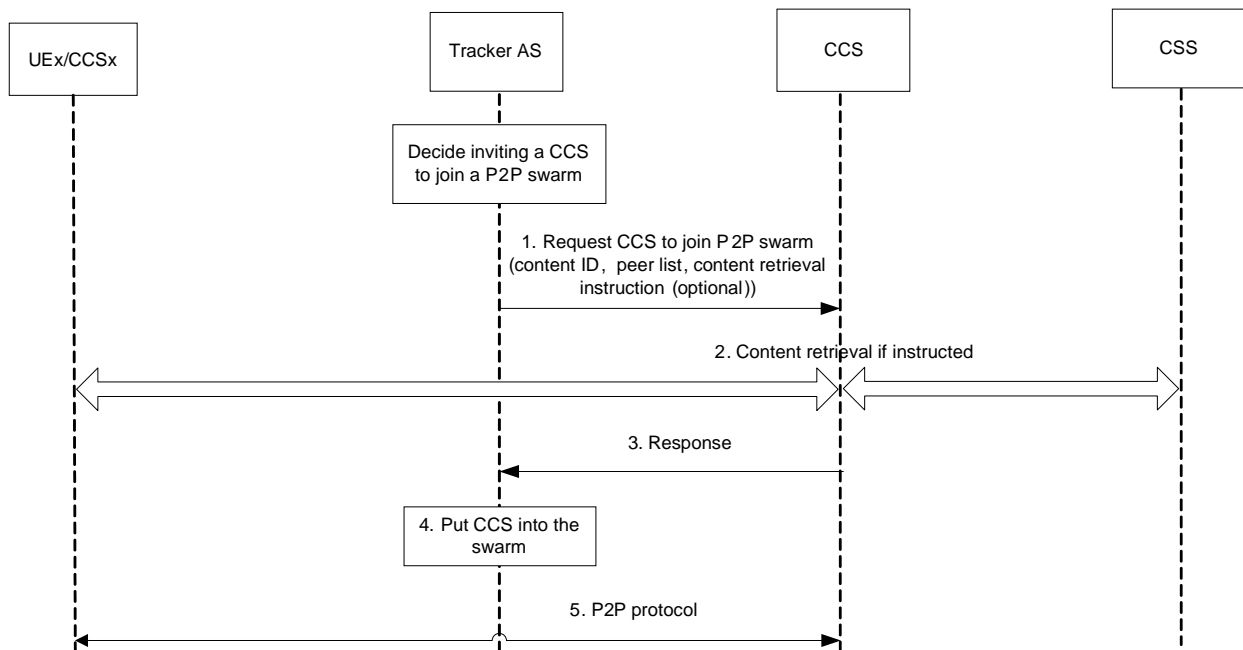 UEx/CCSx
Tracker AS
CCS
CSS
Decide inviting a CCS
to join a P2P swarm
1. Request CCS to join P2P swarm
(content ID, peer list, content retrieval
instruction (optional))
2. Content retrieval if instructed
3. Response
4. Put CCS into the
swarm
5. P2P protocol